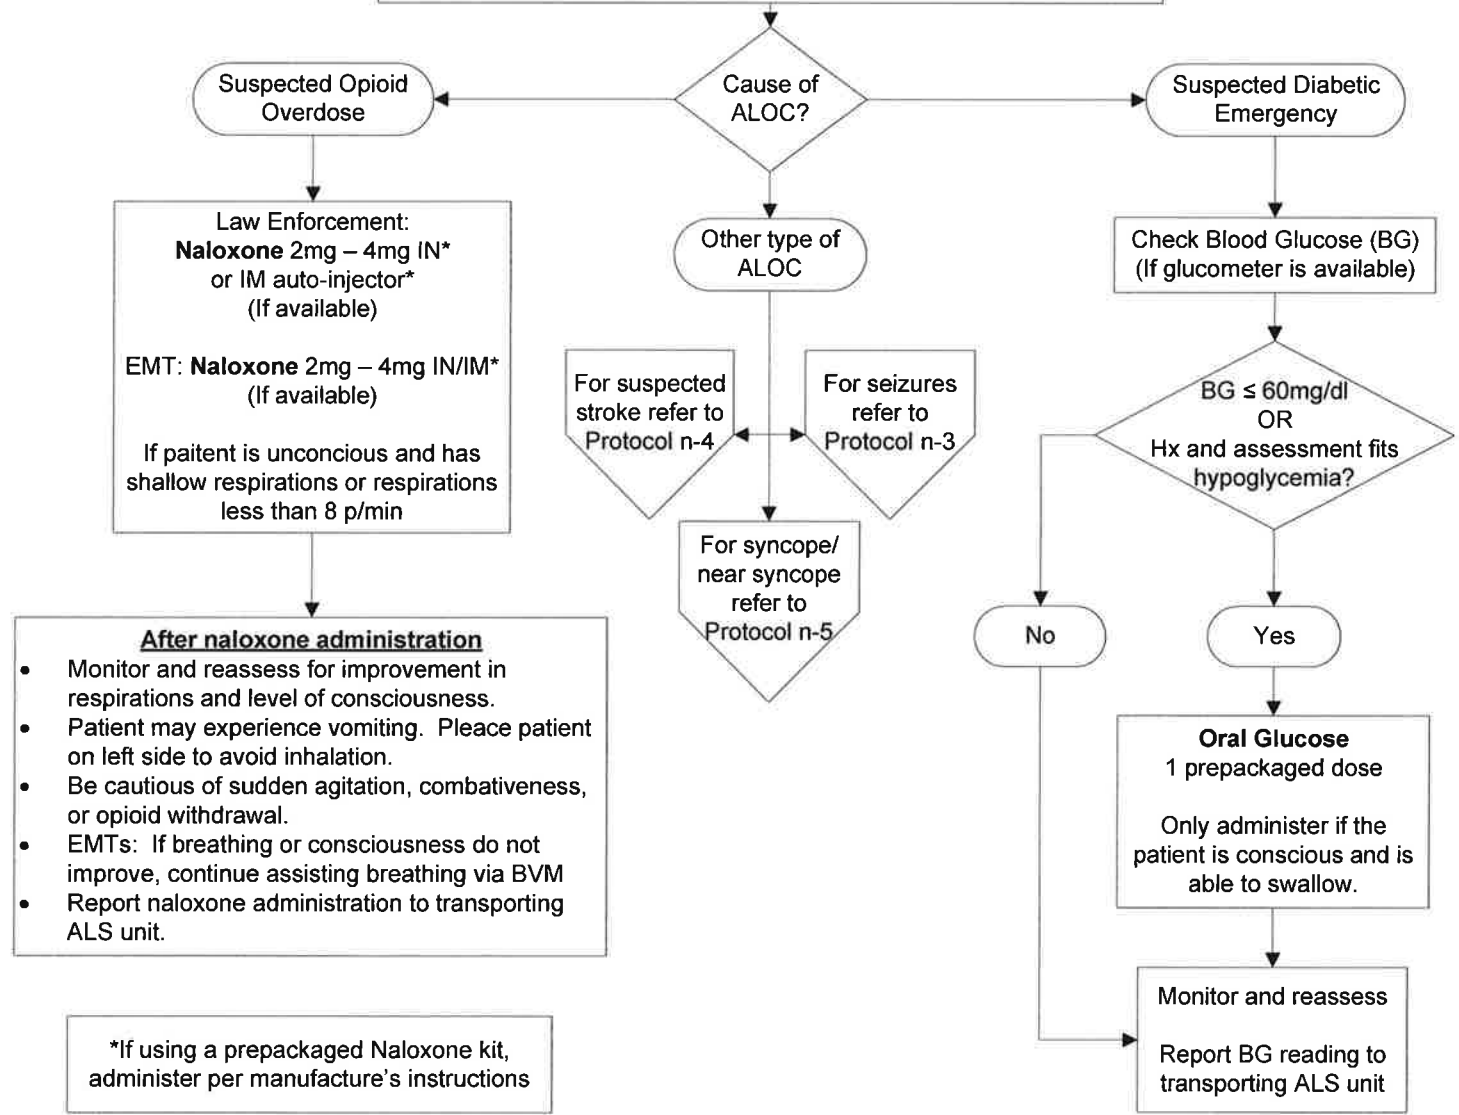 Cause of
ALOC?
Suspected Opioid
Overdose
Law Enforcement:
Naloxone 2mg – 4mg IN*
or IM auto-injector*
(If available)
EMT: Naloxone 2mg – 4mg IN/IM*
(If available)
If paitent is unconcious and has
shallow respirations or respirations
less than 8 p/min
After naloxone administration
• Monitor and reassess for improvement in
respirations and level of consciousness.
• Patient may experience vomiting. Pleace patient
on left side to avoid inhalation.
• Be cautious of sudden agitation, combativeness,
or opioid withdrawal.
• EMTs: If breathing or consciousness do not
improve, continue assisting breathing via BVM
• Report naloxone administration to transporting
ALS unit.
*If using a prepackaged Naloxone kit,
administer per manufacture's instructions
Other type of
ALOC
For suspected
stroke refer to
Protocol n-4
For seizures
refer to
Protocol n-3
For syncope/
near syncope
refer to
Protocol n-5
Suspected Diabetic
Emergency
Check Blood Glucose (BG)
(If glucometer is available)
BG ≤ 60mg/dl
OR
Hx and assessment fits
hypoglycemia?
No
Yes
Oral Glucose
1 prepackaged dose
Only administer if the
patient is conscious and is
able to swallow.
Monitor and reassess
Report BG reading to
transporting ALS unit